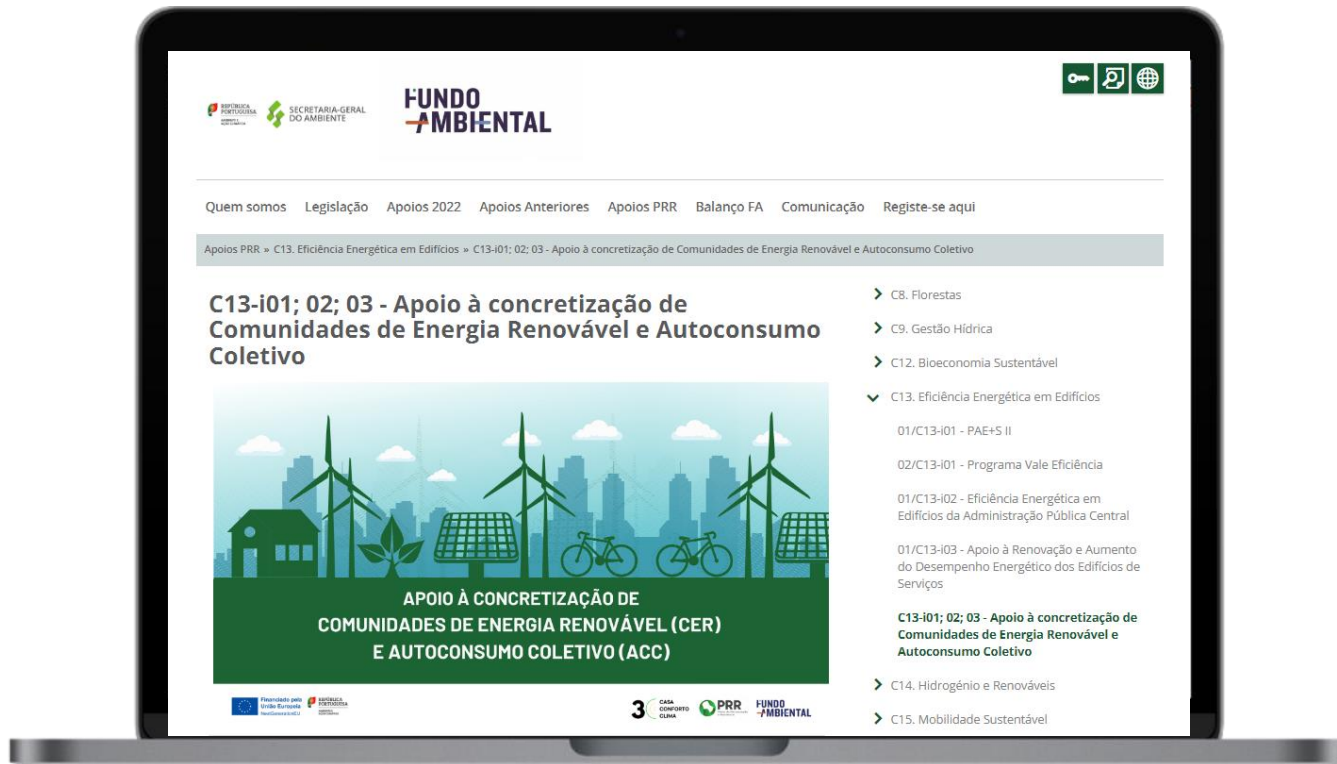 REPÚBLICA
PORTUGUESA
SECRETARIA-GERAL
DO AMBIENTE
FUNDO
AMBIENTAL
Quem somos Legislação Apoios 2022 Apoios Anteriores Apoios PRR Balanço FA Comunicação Registe-se aqui
Apoios PRR » C13. Eficiência Energética em Edifícios » C13-i01; 02; 03 - Apoio à concretização de Comunidades de Energia Renovável e Autoconsumo Coletivo
C13-i01; 02; 03 - Apoio à concretização de
Comunidades de Energia Renovável e Autoconsumo
Coletivo
APOIO À CONCRETIZAÇÃO DE
COMUNIDADES DE ENERGIA RENOVÁVEL (CER)
E AUTOCONSUMO COLETIVO (ACC)
Financiado pela
União Europeia
NextGenerationEU
REPÚBLICA
PORTUGUESA
3C CASA
CONFORTO
CLIMA
PRR
FUNDO
AMBIENTAL
C8. Florestas
C9. Gestão Hídrica
C12. Bioeconomia Sustentável
C13. Eficiência Energética em Edifícios
01/C13-i01 - PAE+S II
02/C13-i01 - Programa Vale Eficiência
01/C13-i02 - Eficiência Energética em
Edifícios da Administração Pública Central
01/C13-i03 - Apoio à Renovação e Aumento
do Desempenho Energético dos Edifícios de
Serviços
C13-i01; 02; 03 - Apoio à concretização de
Comunidades de Energia Renovável e
Autoconsumo Coletivo
C14. Hidrogénio e Renováveis
C15. Mobilidade Sustentável